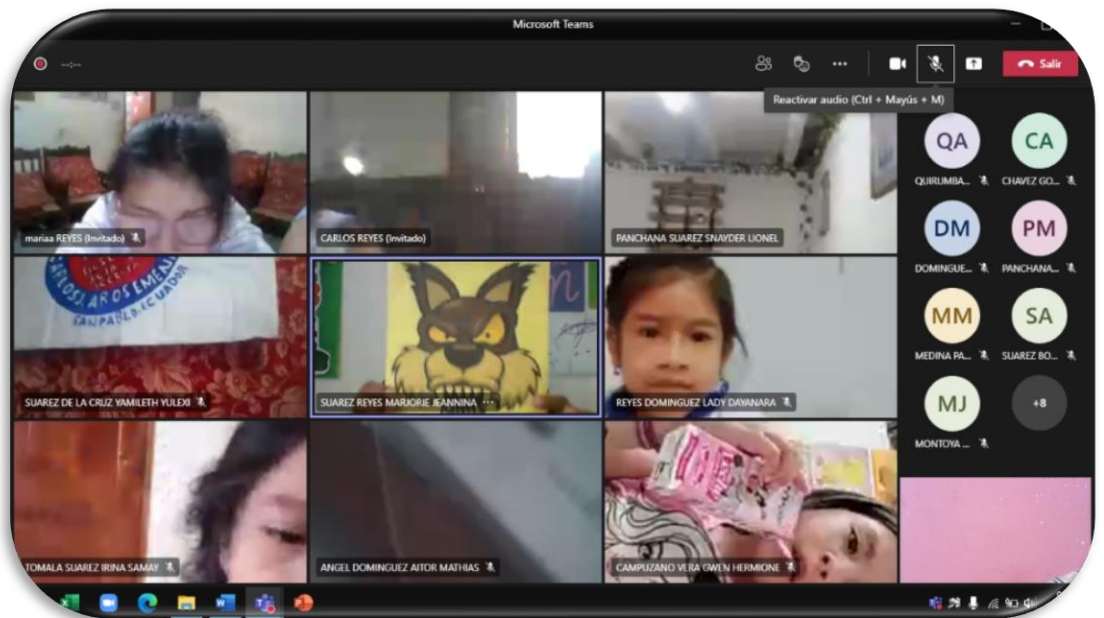 Microsoft Teams
--:--
Salir
Reactivar audio (Ctrl + Mayús + M)
mariaa REYES (Invitado)
CARLOS REYES (Invitado)
PANCHANA SUAREZ SNAYDER LIONEL
QA
CA
QUIRUMBA...
CHAVEZ GO...
DM
PM
DOMINGUE...
PANCHANA...
SAN PABLO-ECUADOR
SUAREZ DE LA CRUZ YAMILETH YULEXI
SUAREZ REYES MARJORIE JEANNINA ...
REYES DOMINGUEZ LADY DAYANARA
MM
SA
MEDINA PA...
SUAREZ BO...
MJ
+8
MONTOYA ...
TOMALA SUAREZ IRINA SAMAY
ANGEL DOMINGUEZ AITOR MATHIAS
CAMPUZANO VERA GWEN HERMIONE